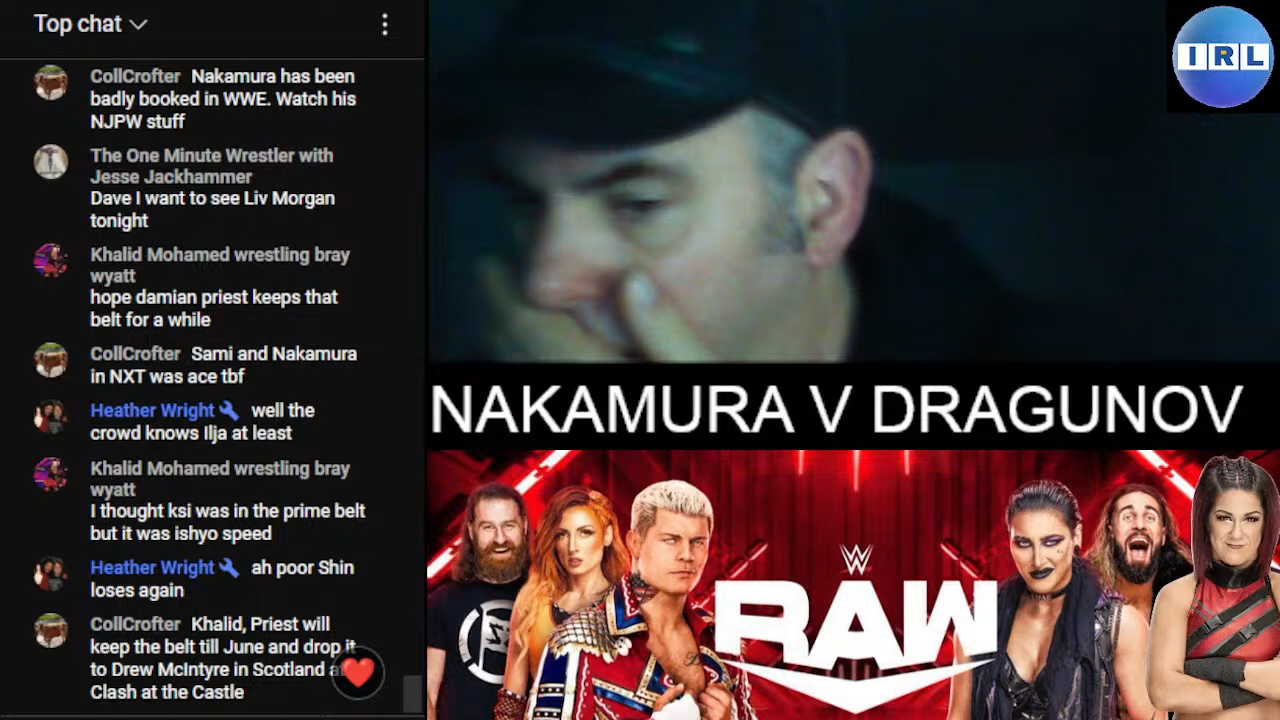 Top chat
CollCrofter Nakamura has been
badly booked in WWE. Watch his
NJPW stuff
The One Minute Wrestler with
Jesse Jackhammer
Dave I want to see Liv Morgan
tonight
Khalid Mohamed wrestling bray
wyatt
hope damian priest keeps that
belt for a while
CollCrofter Sami and Nakamura
in NXT was ace tbf
Heather Wright well the
crowd knows Ilja at least
Khalid Mohamed wrestling bray
wyatt
I thought ksi was in the prime belt
but it was ishyo speed
Heather Wright ah poor Shin
loses again
CollCrofter Khalid, Priest will
keep the belt till June and drop it
to Drew McIntyre in Scotland
Clash at the Castle
IRL
NAKAMURA V DRAGUNOV
W
RAW